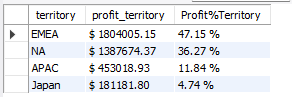 territory profit_territory Profit%Territory
EMEA $ 1804005.15 47.15 %
NA $ 1387674.37 36.27 %
APAC $ 453018.93 11.84 %
Japan $ 181181.80 4.74 %